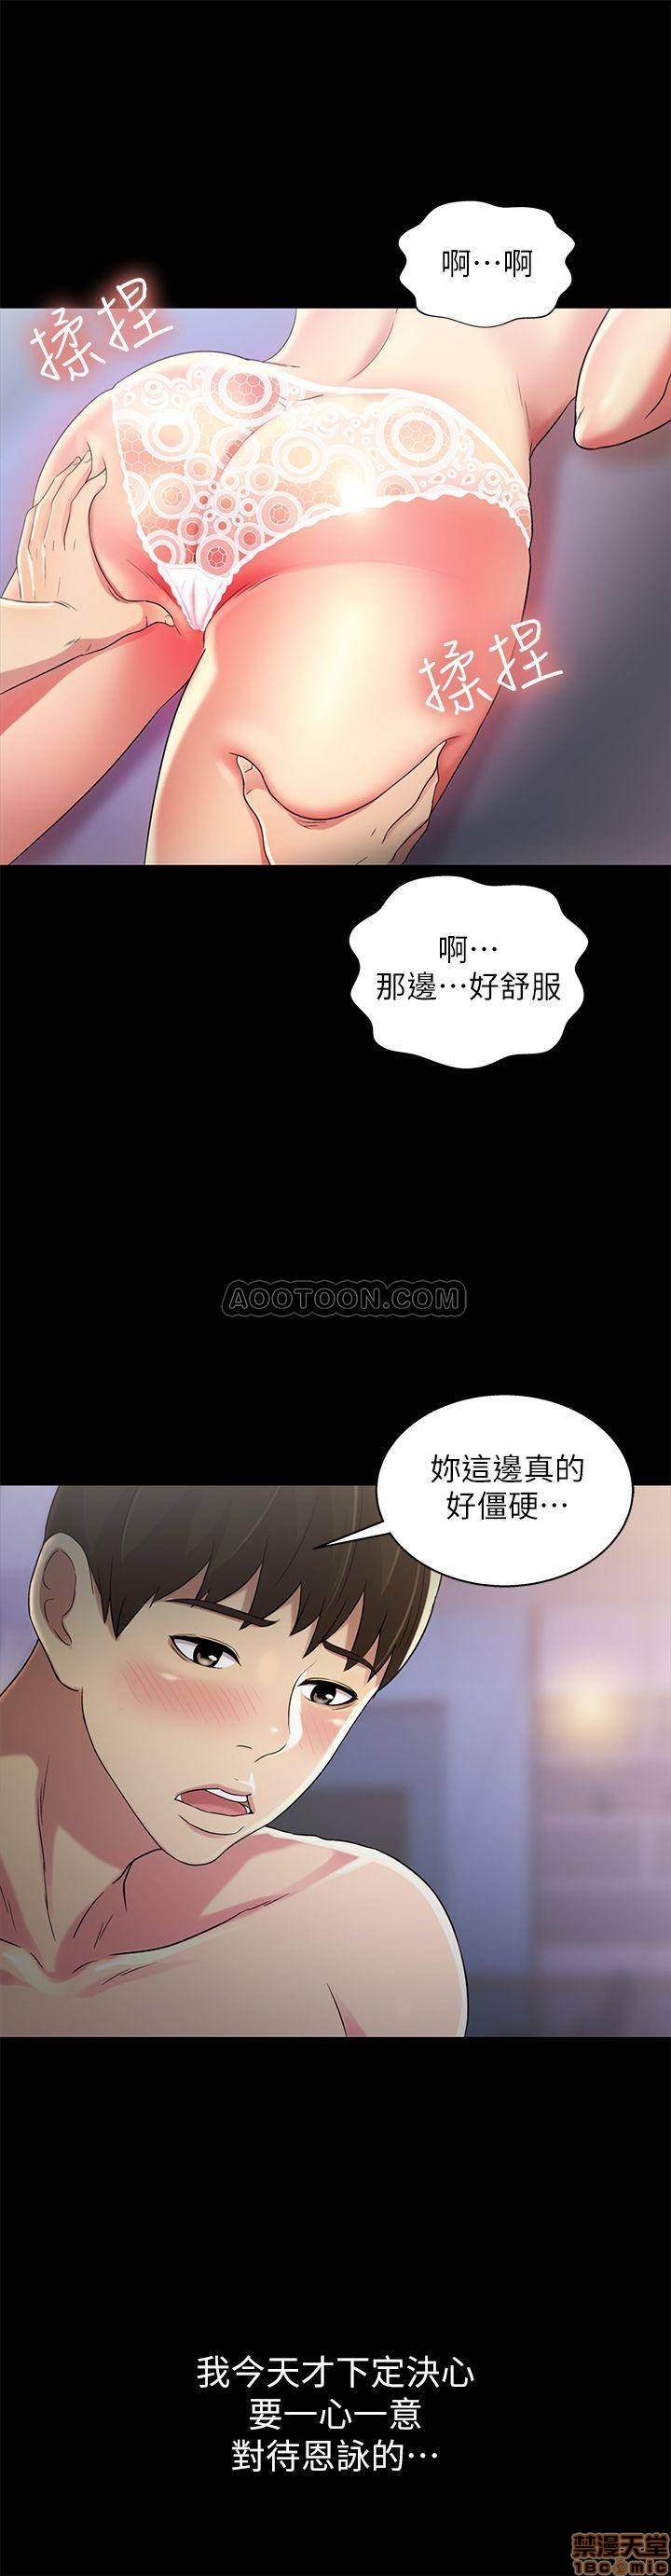 啊⋯啊
揉捏
揉捏
啊⋯
那邊⋯好舒服
AOOTOON.COM
妳這邊真的
好僵硬⋯
我今天才下定決心
要一心一意
對待恩詠的⋯
禁漫天堂
18comic